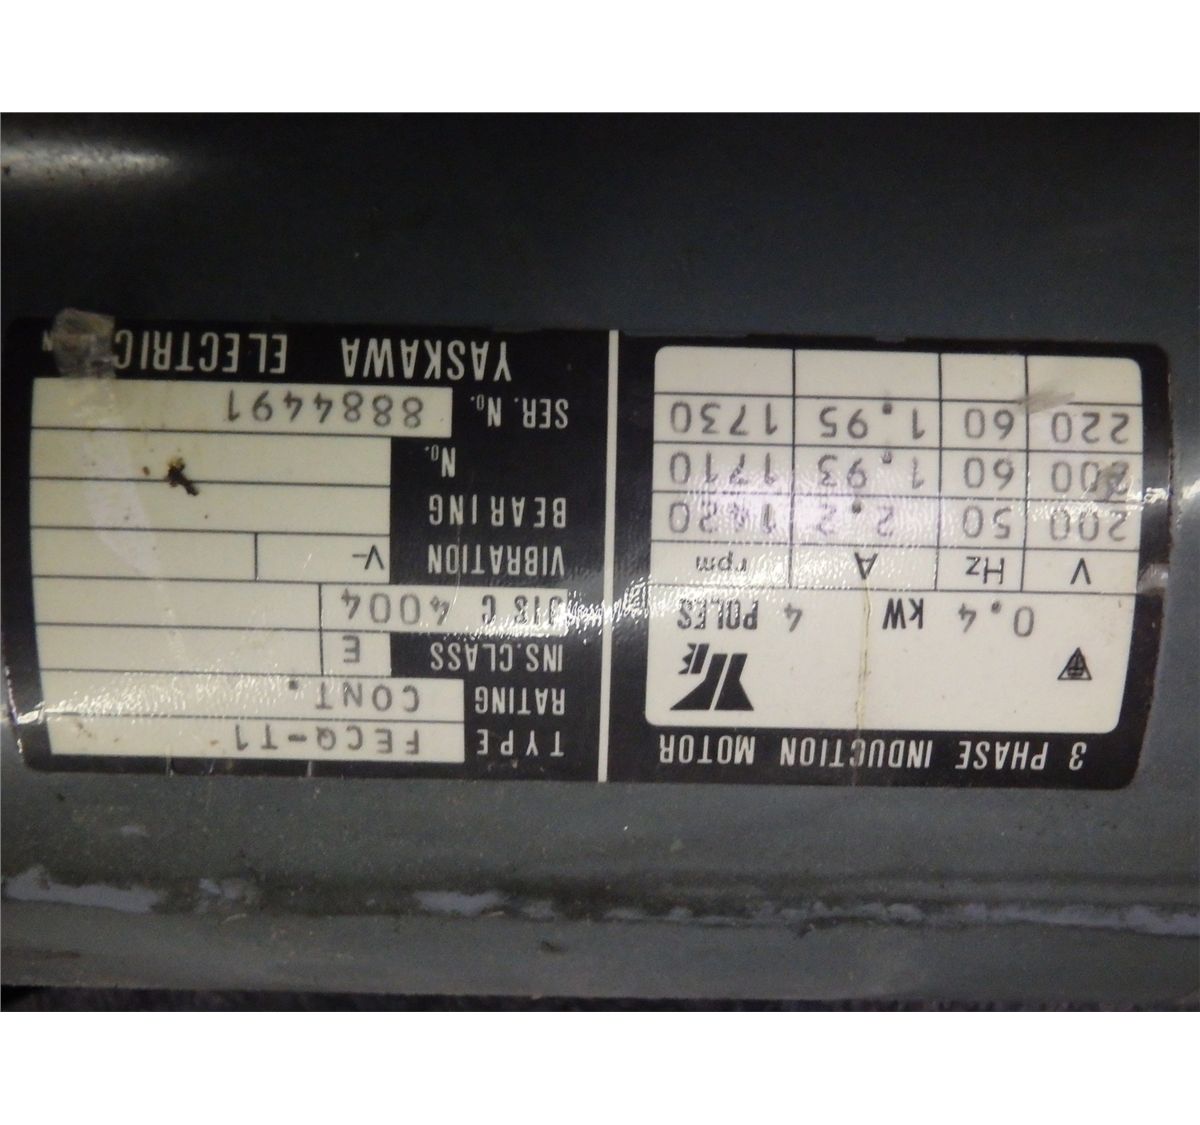 3 PHASE INDUCTION MOTOR
0.4 kW 4 POLES
V Hz A rpm
200 50 2.2 1420
200 60 1.93 1710
220 60 1.95 1730
TYPE FECQ-T1
RATING CONT.
INS.CLASS E
JIS C 4004
VIBRATION V-
BEARING
No.
SER. No. 8884491
YASKAWA ELECTRIC